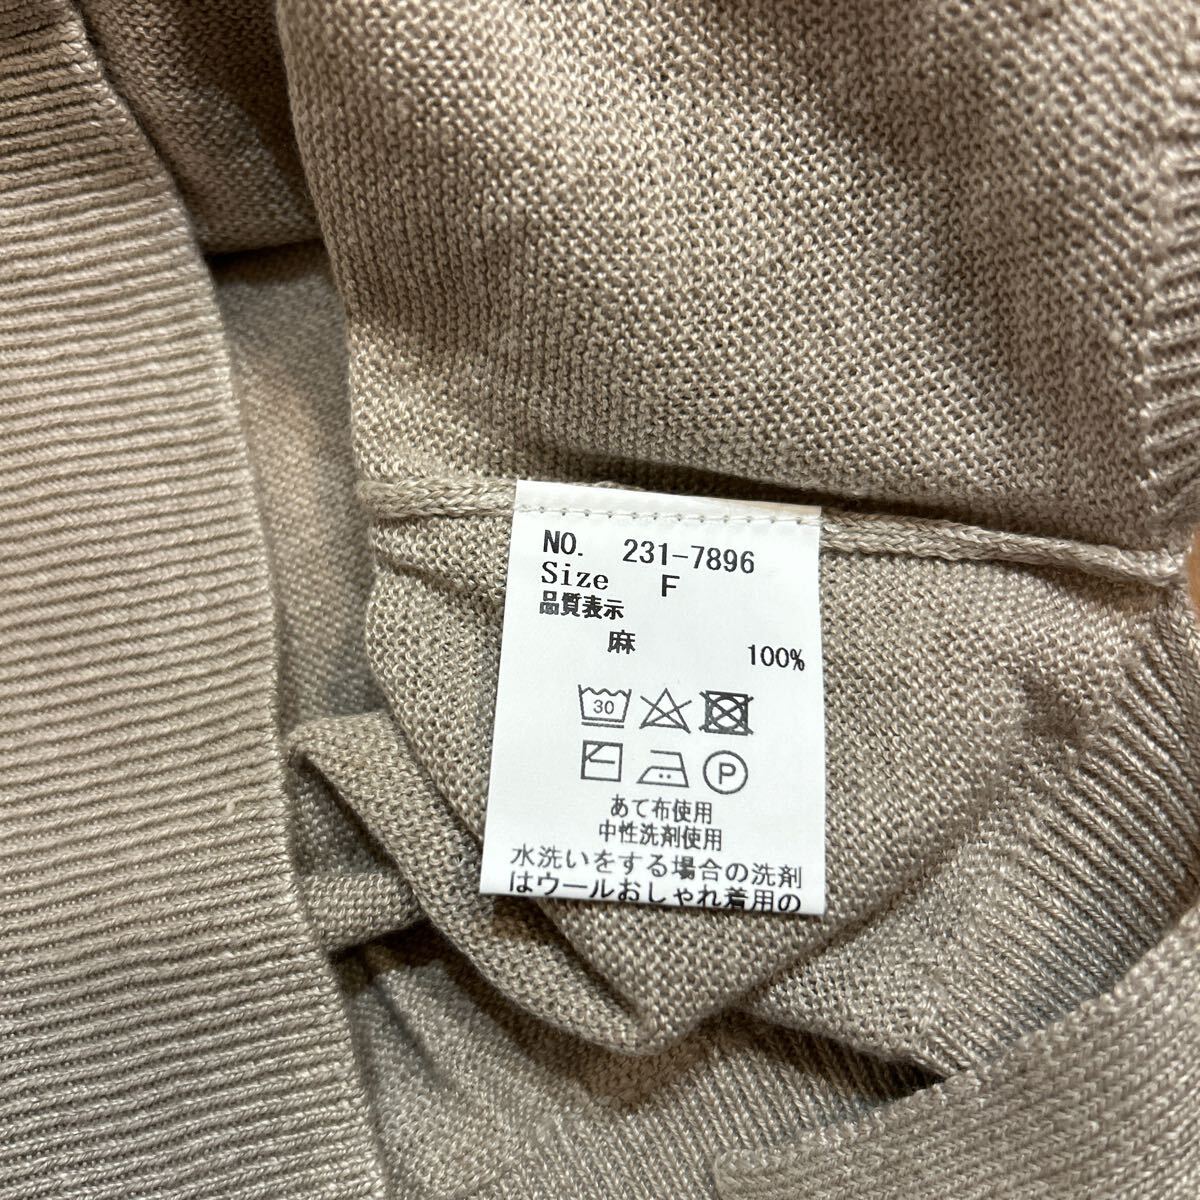 NO. 231-7896
Size F
品質表示
麻 100%
30
P
あて布使用
中性洗剤使用
水洗いをする場合の洗剤
はウールおしゃれ着用の